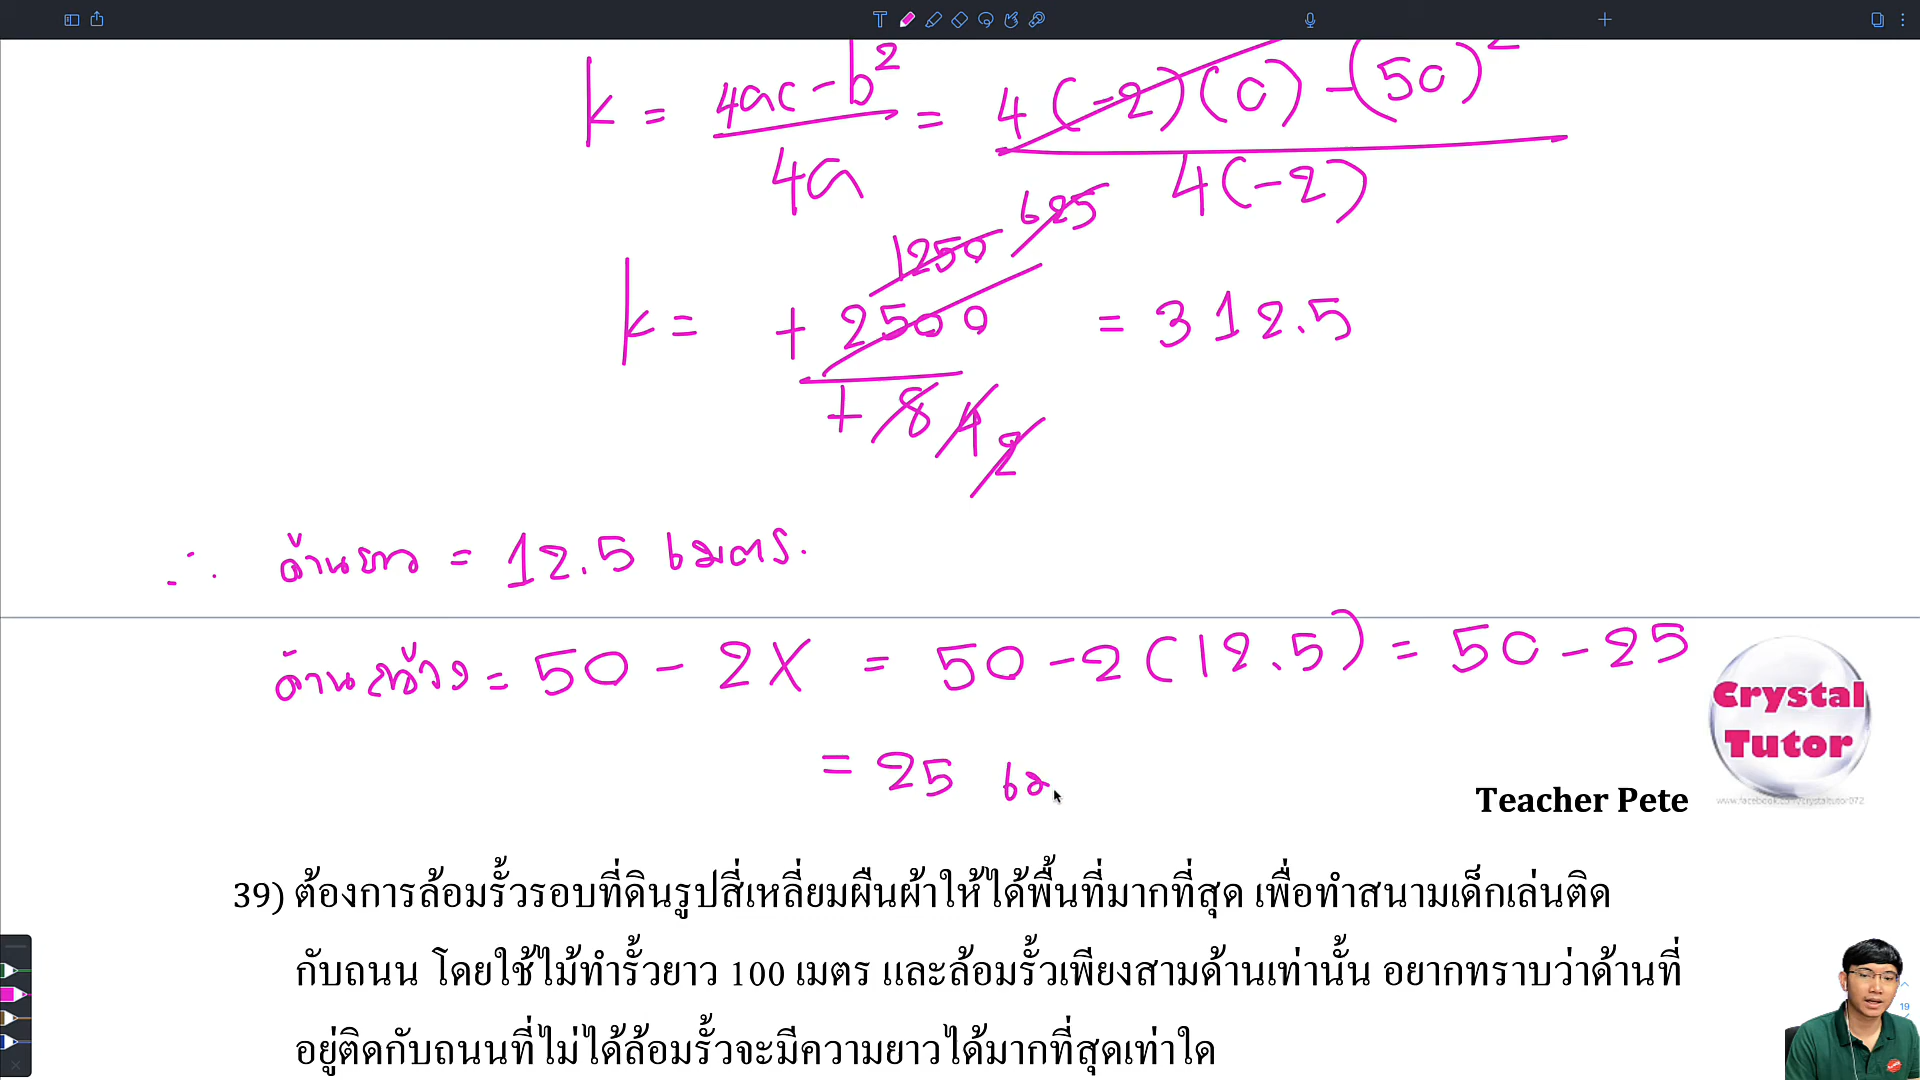 k = 4ac - b² / 4a = 4(-2)(0) - (50)² / 4(-2)
1250 625
k = + 2500 / + 8 4 2 = 312.5
∴ ด้านยาว = 12.5 เมตร.
ด้านกว้าง = 50 - 2X = 50 - 2(12.5) = 50 - 25
= 25 เม
Crystal
Tutor
www.facebook.com/crystaltutor072
Teacher Pete
39) ต้องการล้อมรั้วรอบที่ดินรูปสี่เหลี่ยมผืนผ้าให้ได้พื้นที่มากที่สุด เพื่อทำสนามเด็กเล่นติด
กับถนน โดยใช้ไม้ทำรั้วยาว 100 เมตร และล้อมรั้วเพียงสามด้านเท่านั้น อยากทราบว่าด้านที่
อยู่ติดกับถนนที่ไม่ได้ล้อมรั้วจะมีความยาวได้มากที่สุดเท่าใด
19